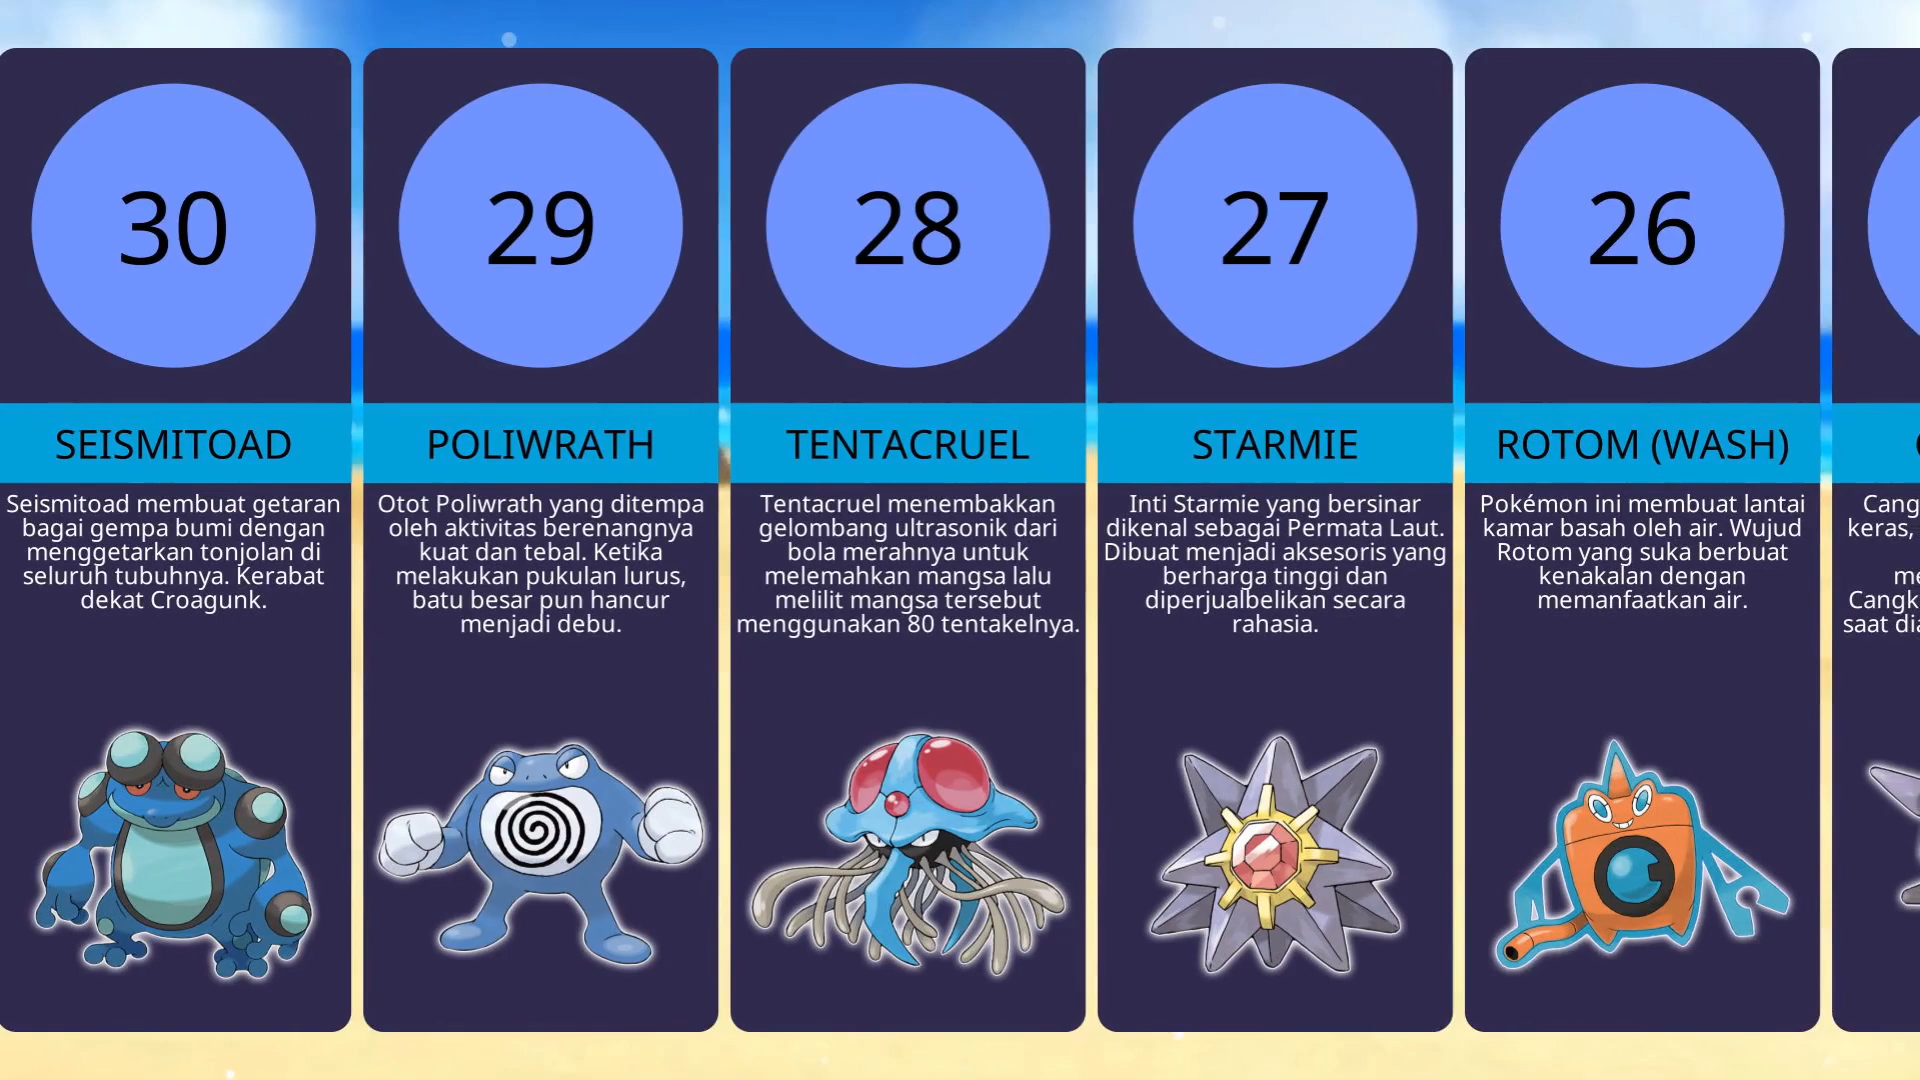 30
SEISMITOAD
Seismitoad membuat getaran
bagai gempa bumi dengan
menggetarkan tonjolan di
seluruh tubuhnya. Kerabat
dekat Croagunk.
29
POLIWRATH
Otot Poliwrath yang ditempa
oleh aktivitas berenangnya
kuat dan tebal. Ketika
melakukan pukulan lurus,
batu besar pun hancur
menjadi debu.
28
TENTACRUEL
Tentacruel menembakkan
gelombang ultrasonik dari
bola merahnya untuk
melemahkan mangsa lalu
melilit mangsa tersebut
menggunakan 80 tentakelnya.
27
STARMIE
Inti Starmie yang bersinar
dikenal sebagai Permata Laut.
Dibuat menjadi aksesoris yang
berharga tinggi dan
diperjualbelikan secara
rahasia.
26
ROTOM (WASH)
Pokémon ini membuat lantai
kamar basah oleh air. Wujud
Rotom yang suka berbuat
kenakalan dengan
memanfaatkan air.
keras,
saat